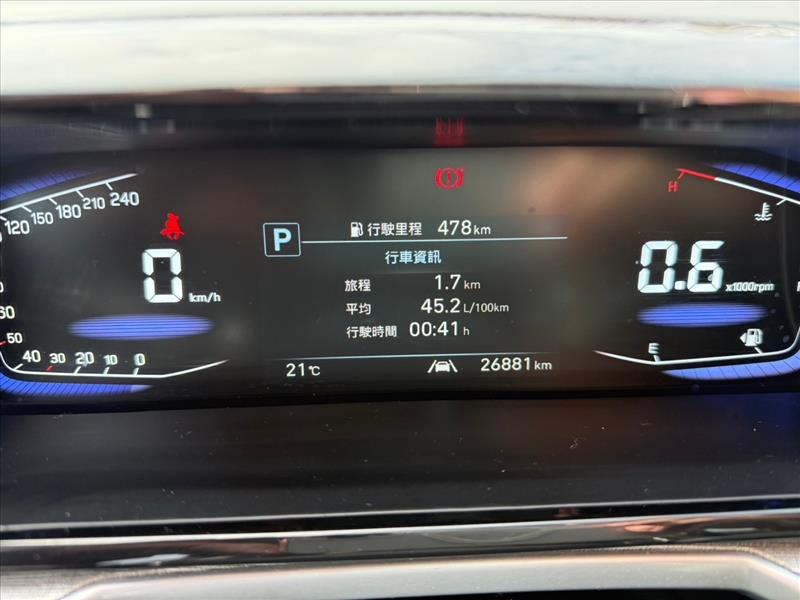 120 150 180 210 240
60
50
40 30 20 10 0
0 km/h
P
行駛里程 478 km
行車資訊
旅程 1.7 km
平均 45.2 L/100km
行駛時間 00:41 h
21℃
26881 km
H
0.6 x1000rpm
E